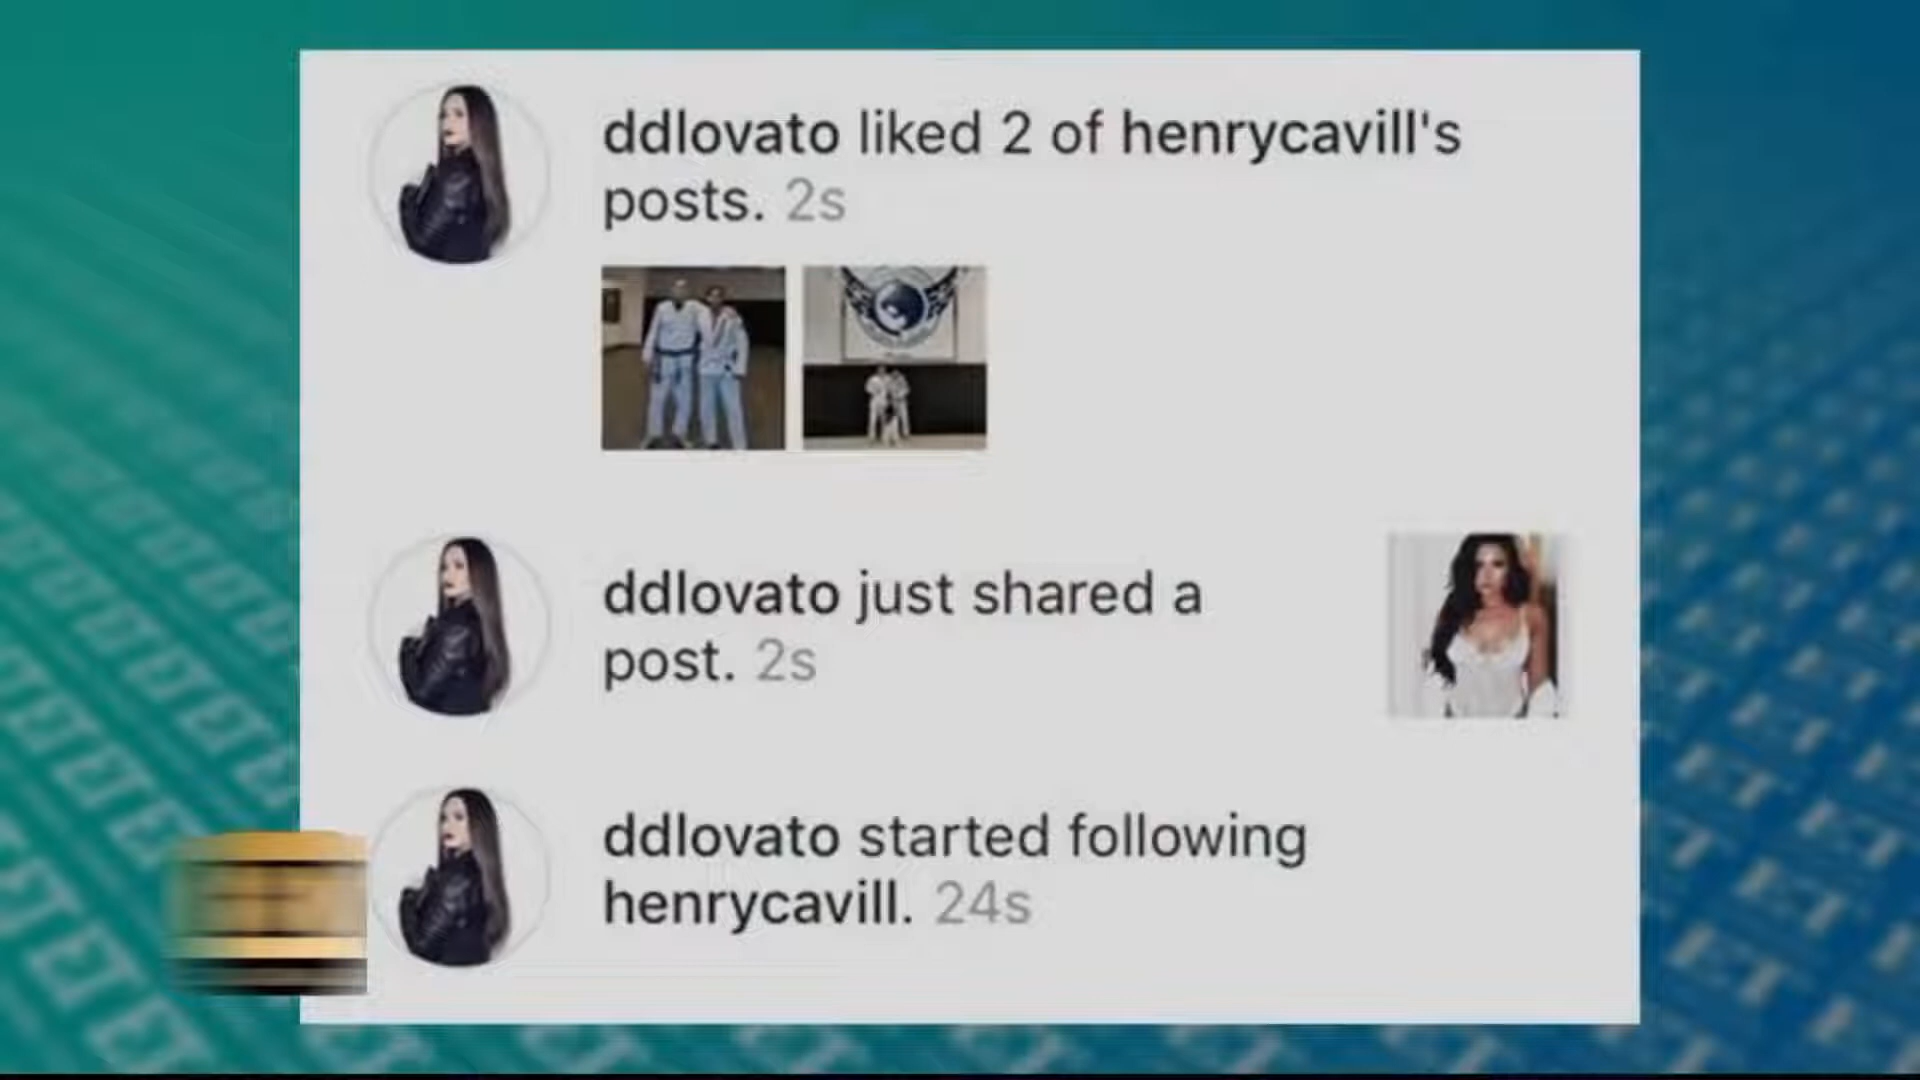 ddlovato liked 2 of henrycavill's
posts. 2s
ddlovato just shared a
post. 2s
ddlovato started following
henrycavill. 24s